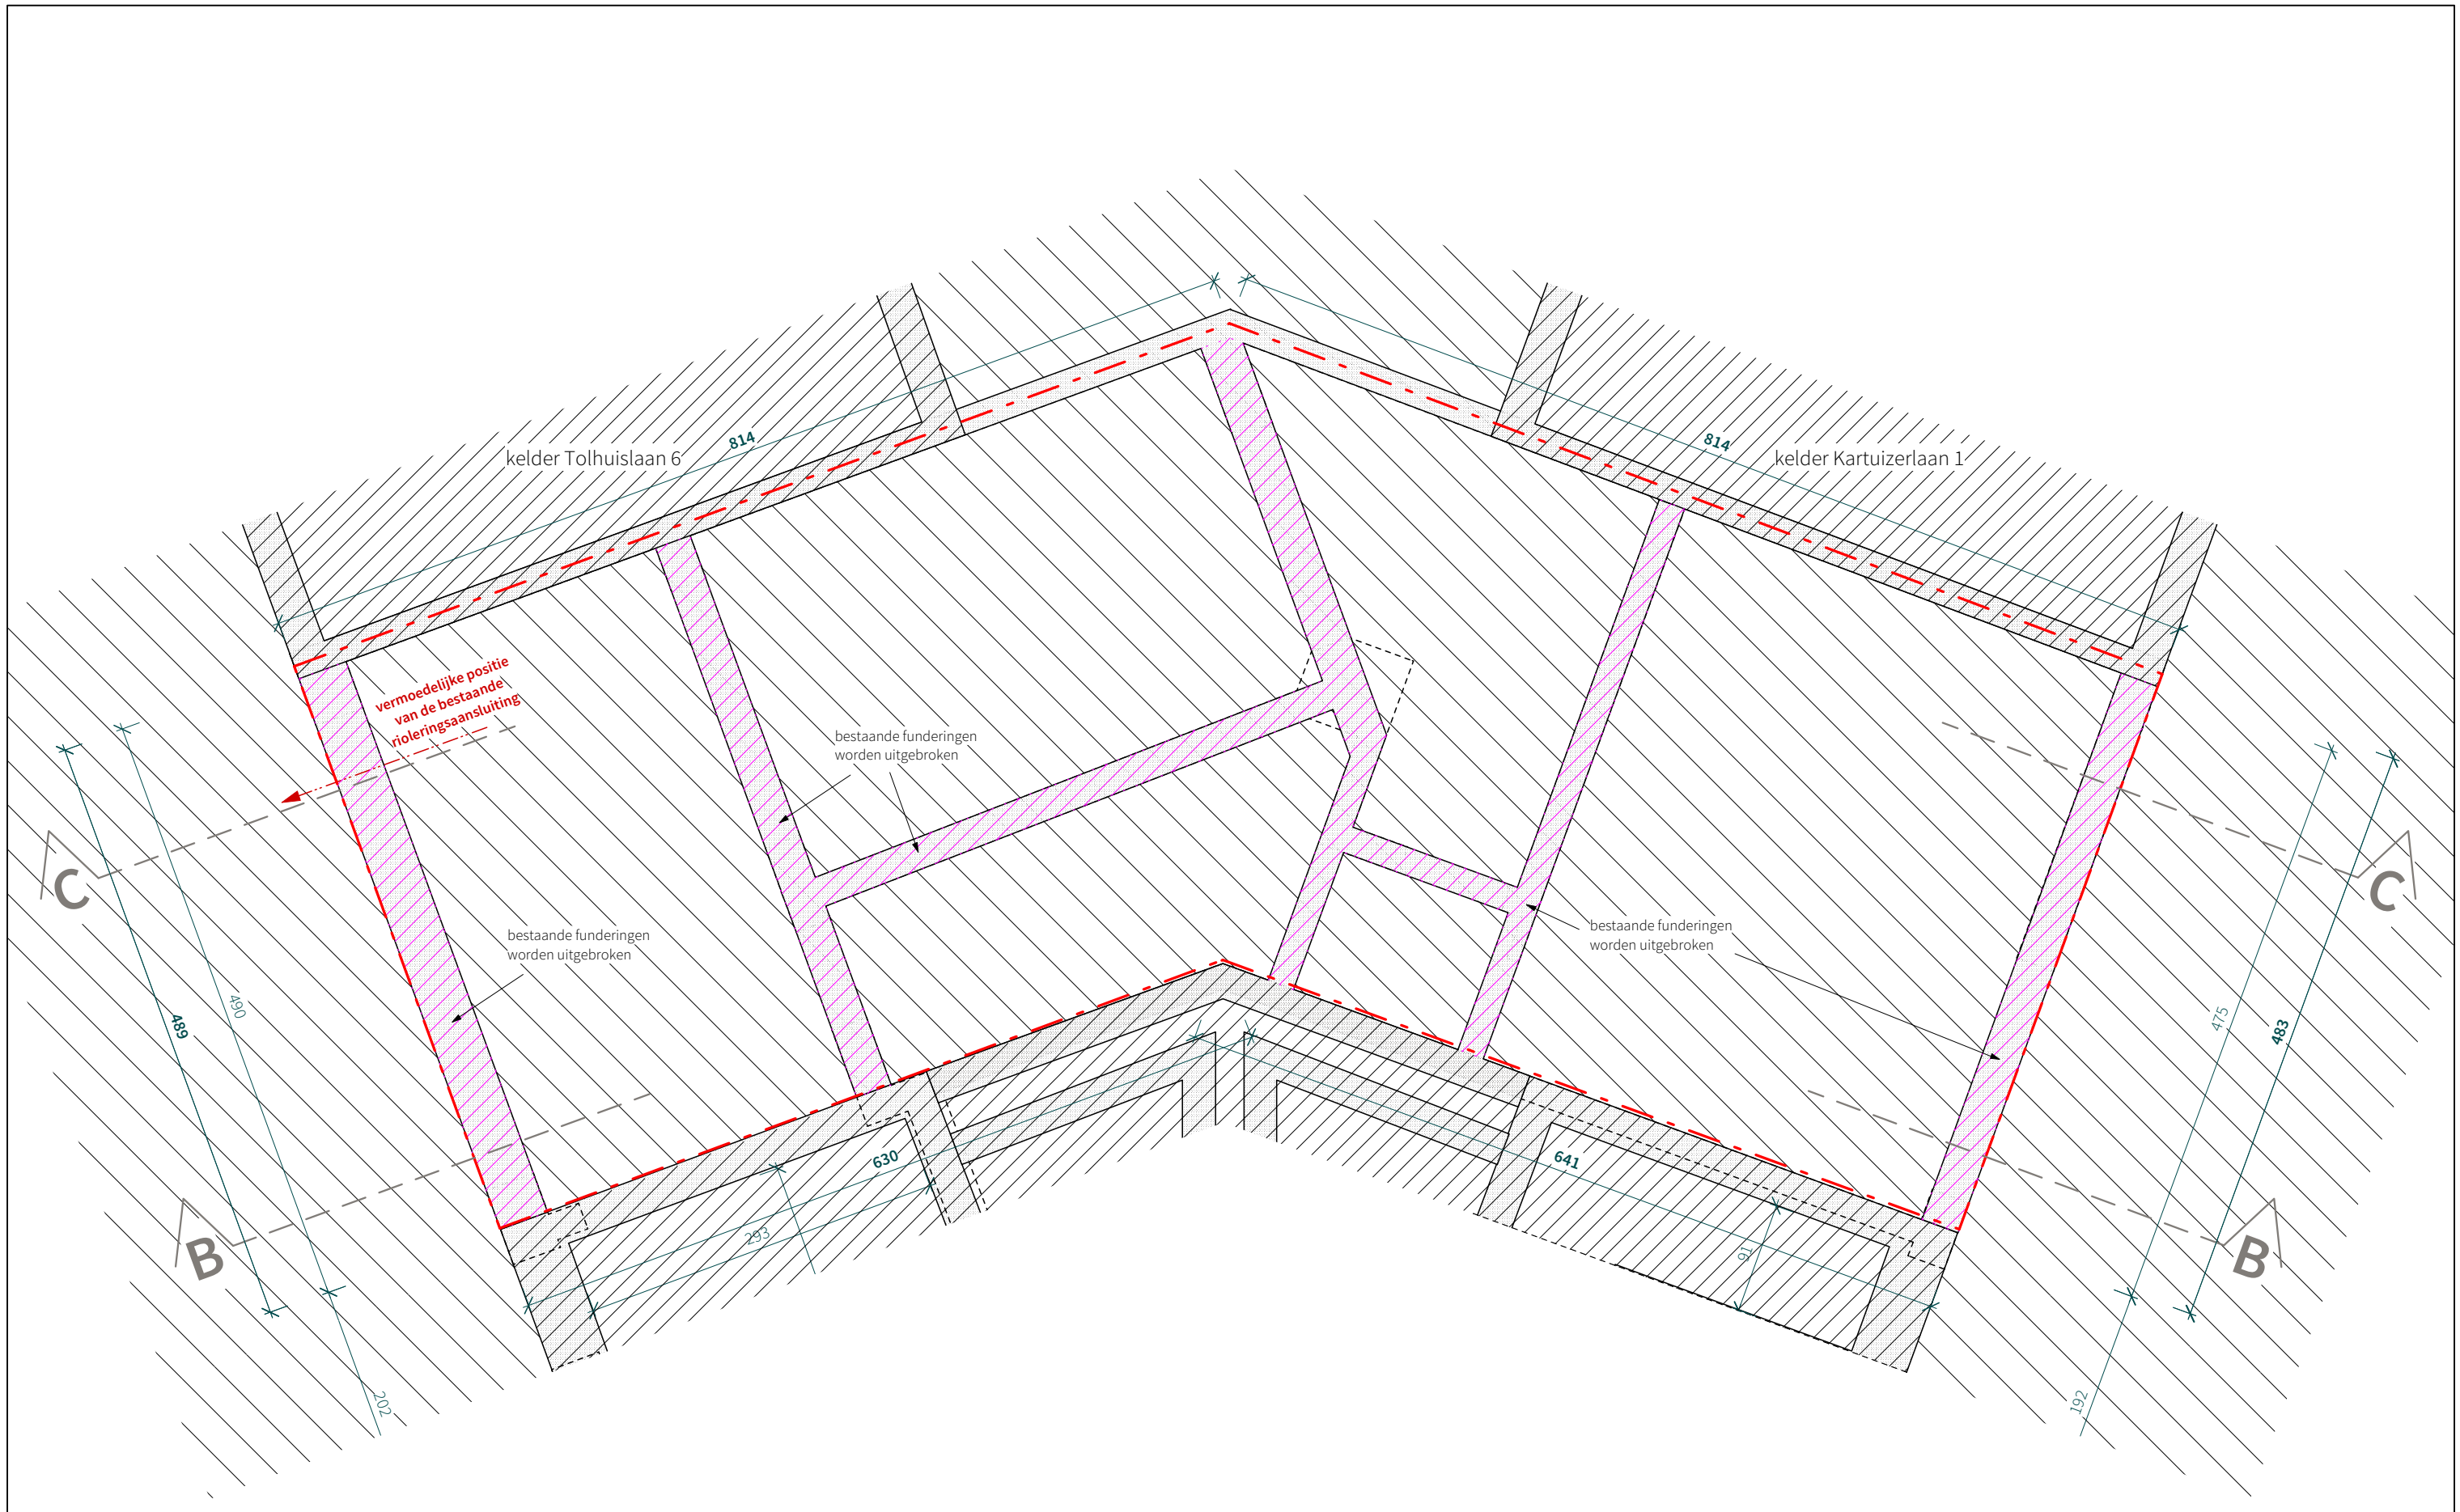 814
814
kelder Tolhuislaan 6
kelder Kartuizerlaan 1
vermoedelijke positie
van de bestaande
rioleringsaansluiting
bestaande funderingen
worden uitgebroken
C
C
bestaande funderingen
worden uitgebroken
bestaande funderingen
worden uitgebroken
489
490
475
483
630
641
293
91
B
B
202
192